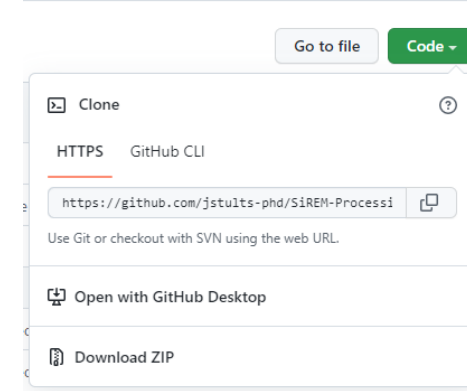 Go to file
Code
Clone
HTTPS GitHub CLI
https://github.com/jstults-phd/SiREM-Processi
Use Git or checkout with SVN using the web URL.
Open with GitHub Desktop
Download ZIP